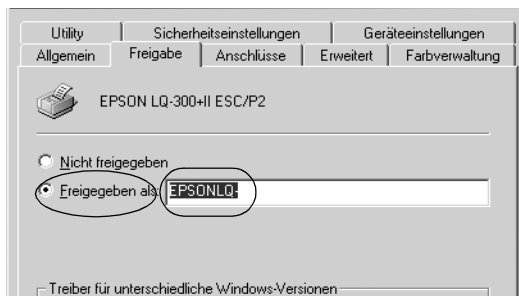 Utility Sicherheitseinstellungen Geräteeinstellungen
Allgemein Freigabe Anschlüsse Erweitert Farbverwaltung
EPSON LQ-300+II ESC/P2
Nicht freigegeben
Freigegeben als: EPSONLQ-
Treiber für unterschiedliche Windows-Versionen